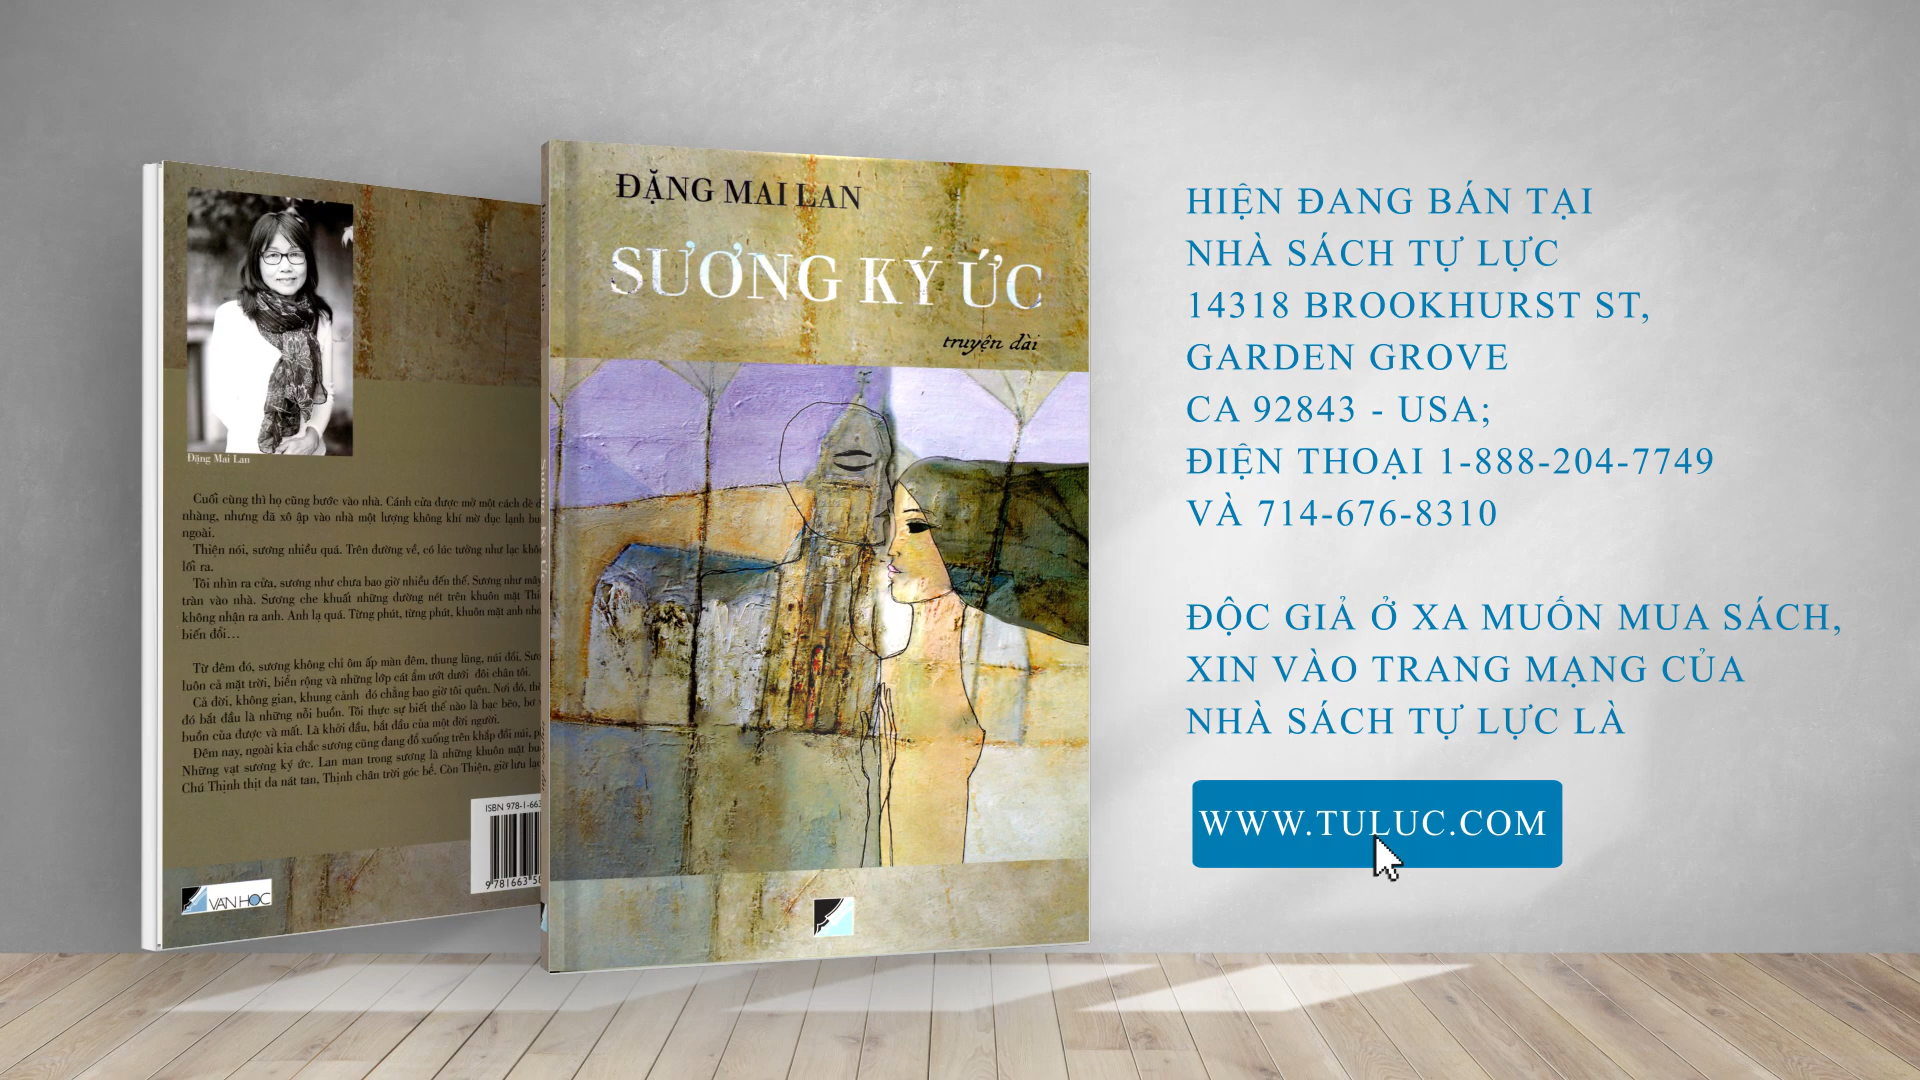 Đặng Mai Lan
Cuối cùng thì họ cũng bước vào nhà. Cánh cửa được mở một cách dè
nhàng, nhưng đã xô ập vào nhà một lượng không khí mờ đục lạnh
ngoài.
Thiện nói, sương nhiều quá. Trên đường về, có lúc tưởng như lạc
lối ra.
Tôi nhìn ra cửa, sương như chưa bao giờ nhiều đến thế. Sương như
tràn vào nhà. Sương che khuất những đường nét trên khuôn mặt
không nhận ra anh. Anh lạ quá. Từng phút, từng phút, khuôn mặt anh
biến đổi...
Từ đêm đó, sương không chỉ ôm ấp màn đêm, thung lũng, núi đồi.
luôn cả mặt trời, biển rộng và những lớp cát ẩm ướt dưới đôi chân tôi.
Cả đời, không gian, khung cảnh đó chẳng bao giờ tôi quên. Nơi đó,
đó bắt đầu là những nỗi buồn. Tôi thực sự biết thế nào là bạc bẽo, bơ
buồn của được và mất. Là khởi đầu, bắt đầu của một đời người.
Đêm nay, ngoài kia chắc sương cũng đang đổ xuống trên khắp đồi núi,
Những vạt sương ký ức. Lan man trong sương là những khuôn mặt
Chú Thịnh thịt da nát tan, Thịnh chân trời góc bể. Còn Thiện, giờ lưu
ISBN 978-1-663
9 781663 58
VĂN HỌC
Đặng Mai Lan
Sương Ký Ức
truyện dài
ĐẶNG MAI LAN
SƯƠNG KÝ ỨC
truyện dài
HIỆN ĐANG BÁN TẠI
NHÀ SÁCH TỰ LỰC
14318 BROOKHURST ST,
GARDEN GROVE
CA 92843 - USA;
ĐIỆN THOẠI 1-888-204-7749
VÀ 714-676-8310
ĐỘC GIẢ Ở XA MUỐN MUA SÁCH,
XIN VÀO TRANG MẠNG CỦA
NHÀ SÁCH TỰ LỰC LÀ
WWW.TULUC.COM